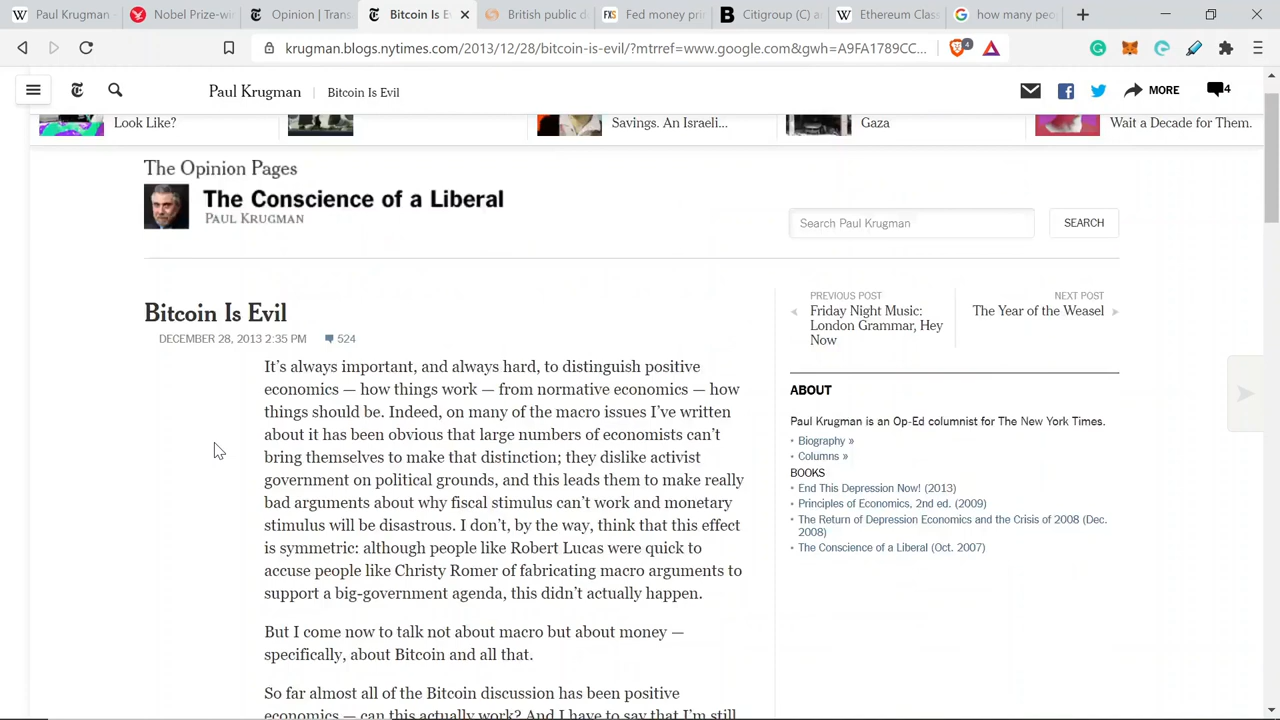 Paul Krugman -
Nobel Prize-wi
Opinion | Trans
Bitcoin Is Ev
British public d
Fed money pri
Citigroup (C) a
Ethereum Class
how many peo
krugman.blogs.nytimes.com/2013/12/28/bitcoin-is-evil/?mtrref=www.google.com&gwh=A9FA1789CC...
4
Paul Krugman | Bitcoin Is Evil
MORE
4
Look Like?
Savings. An Israeli...
Gaza
Wait a Decade for Them.
The Opinion Pages
The Conscience of a Liberal
PAUL KRUGMAN
Search Paul Krugman
SEARCH
Bitcoin Is Evil
DECEMBER 28, 2013 2:35 PM 524
It's always important, and always hard, to distinguish positive
economics — how things work — from normative economics — how
things should be. Indeed, on many of the macro issues I've written
about it has been obvious that large numbers of economists can't
bring themselves to make that distinction; they dislike activist
government on political grounds, and this leads them to make really
bad arguments about why fiscal stimulus can't work and monetary
stimulus will be disastrous. I don't, by the way, think that this effect
is symmetric: although people like Robert Lucas were quick to
accuse people like Christy Romer of fabricating macro arguments to
support a big-government agenda, this didn't actually happen.
But I come now to talk not about macro but about money —
specifically, about Bitcoin and all that.
So far almost all of the Bitcoin discussion has been positive
economics — can this actually work? And I have to say that I'm still
PREVIOUS POST
Friday Night Music:
London Grammar, Hey
Now
NEXT POST
The Year of the Weasel
ABOUT
Paul Krugman is an Op-Ed columnist for The New York Times.
Biography »
Columns »
BOOKS
End This Depression Now! (2013)
Principles of Economics, 2nd ed. (2009)
The Return of Depression Economics and the Crisis of 2008 (Dec.
2008)
The Conscience of a Liberal (Oct. 2007)